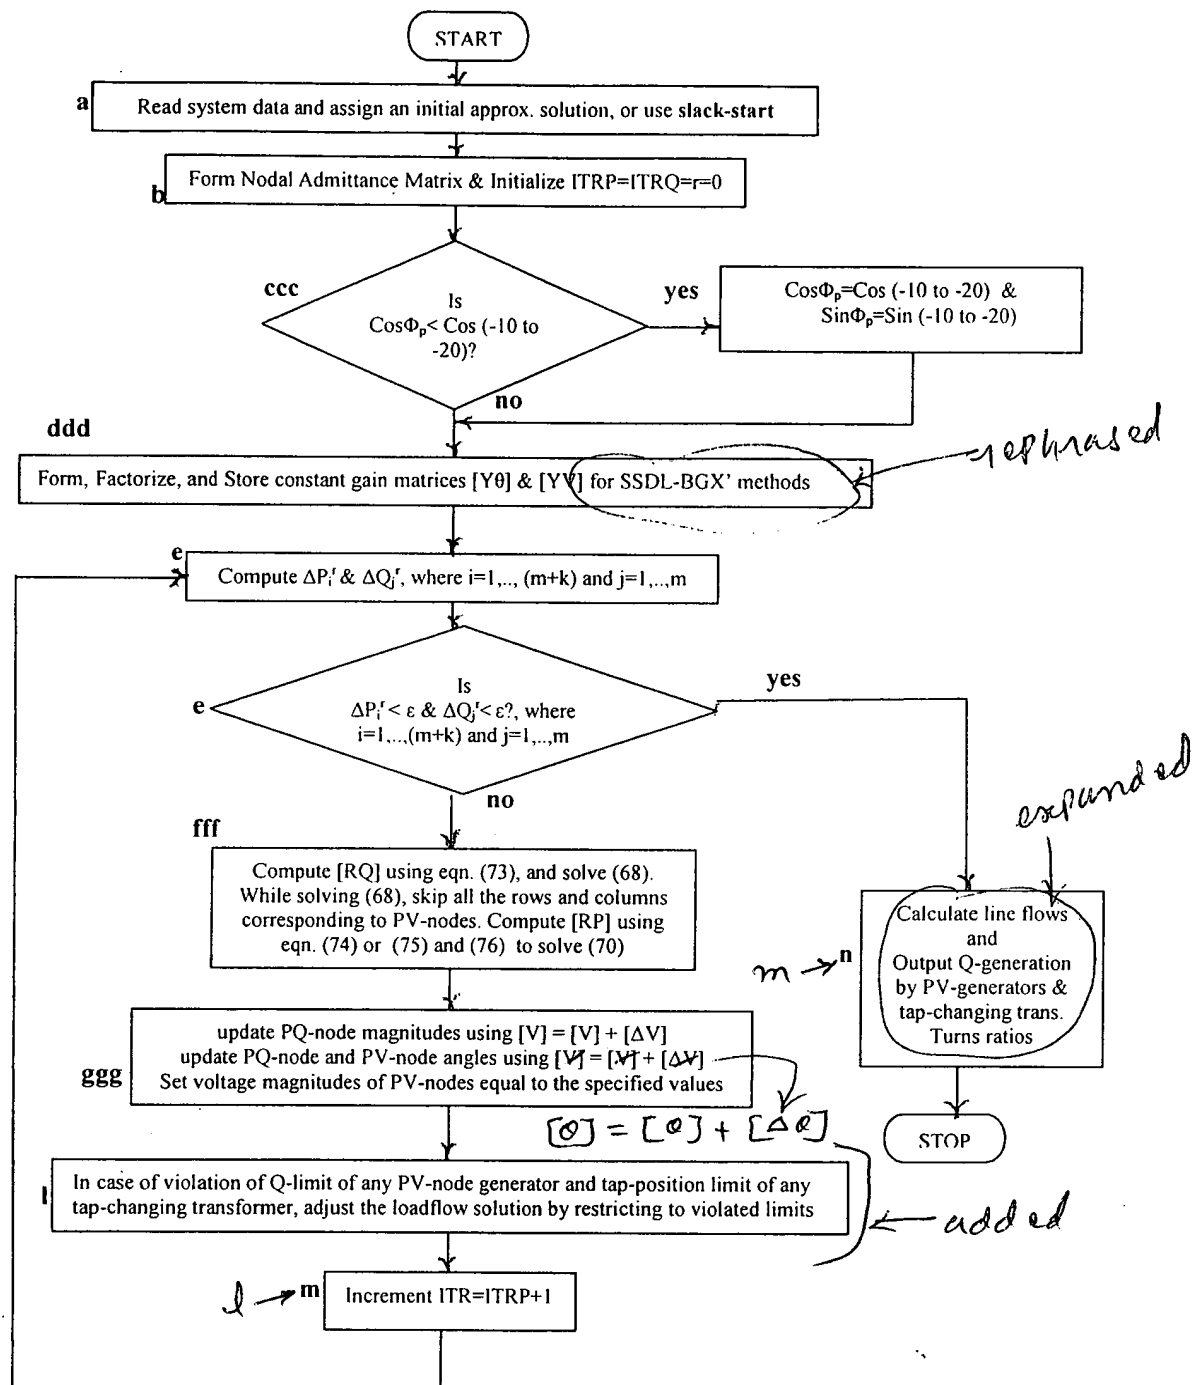 START
a
Read system data and assign an initial approx. solution, or use slack-start
b
Form Nodal Admittance Matrix & Initialize ITRP=ITRQ=r=0
ccc
Is
CosΦp< Cos (-10 to
-20)?
yes
CosΦp=Cos (-10 to -20) &
SinΦp=Sin (-10 to -20)
no
ddd
rephrased
Form, Factorize, and Store constant gain matrices [Yθ] & [YV] for SSDL-BGX' methods
e
Compute ΔPiʳ & ΔQjʳ, where i=1,.., (m+k) and j=1,..,m
e
Is
ΔPiʳ< ε & ΔQjʳ< ε?, where
i=1,..,(m+k) and j=1,..,m
yes
no
expanded
fff
Compute [RQ] using eqn. (73), and solve (68).
While solving (68), skip all the rows and columns
corresponding to PV-nodes. Compute [RP] using
eqn. (74) or (75) and (76) to solve (70)
m → n
Calculate line flows
and
Output Q-generation
by PV-generators &
tap-changing trans.
Turns ratios
ggg
update PQ-node magnitudes using [V] = [V] + [ΔV]
update PQ-node and PV-node angles using [V] = [V] + [ΔV]
Set voltage magnitudes of PV-nodes equal to the specified values
[θ] = [θ] + [Δθ]
STOP
l
In case of violation of Q-limit of any PV-node generator and tap-position limit of any
tap-changing transformer, adjust the loadflow solution by restricting to violated limits
added
l → m
Increment ITR=ITRP+1